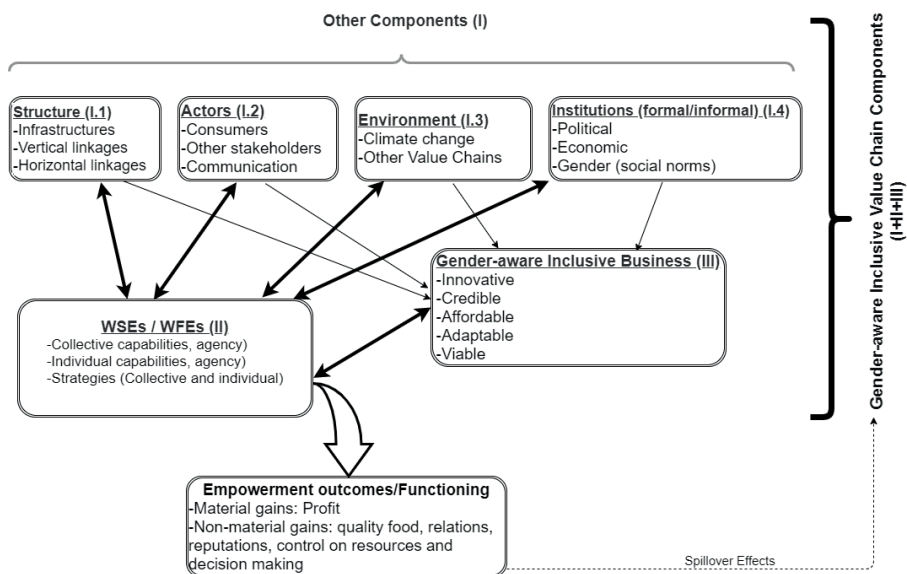 Other Components (I)
Structure (I.1)
-Infrastructures
-Vertical linkages
-Horizontal linkages
Actors (I.2)
-Consumers
-Other stakeholders
-Communication
Environment (I.3)
-Climate change
-Other Value Chains
Institutions (formal/informal) (I.4)
-Political
-Economic
-Gender (social norms)
Gender-aware Inclusive Business (III)
-Innovative
-Credible
-Affordable
-Adaptable
-Viable
WSEs / WFEs (II)
-Collective capabilities, agency)
-Individual capabilities, agency)
-Strategies (Collective and individual)
Empowerment outcomes/Functioning
-Material gains: Profit
-Non-material gains: quality food, relations,
reputations, control on resources and
decision making
Spillover Effects
Gender-aware Inclusive Value Chain Components
(I+II+III)